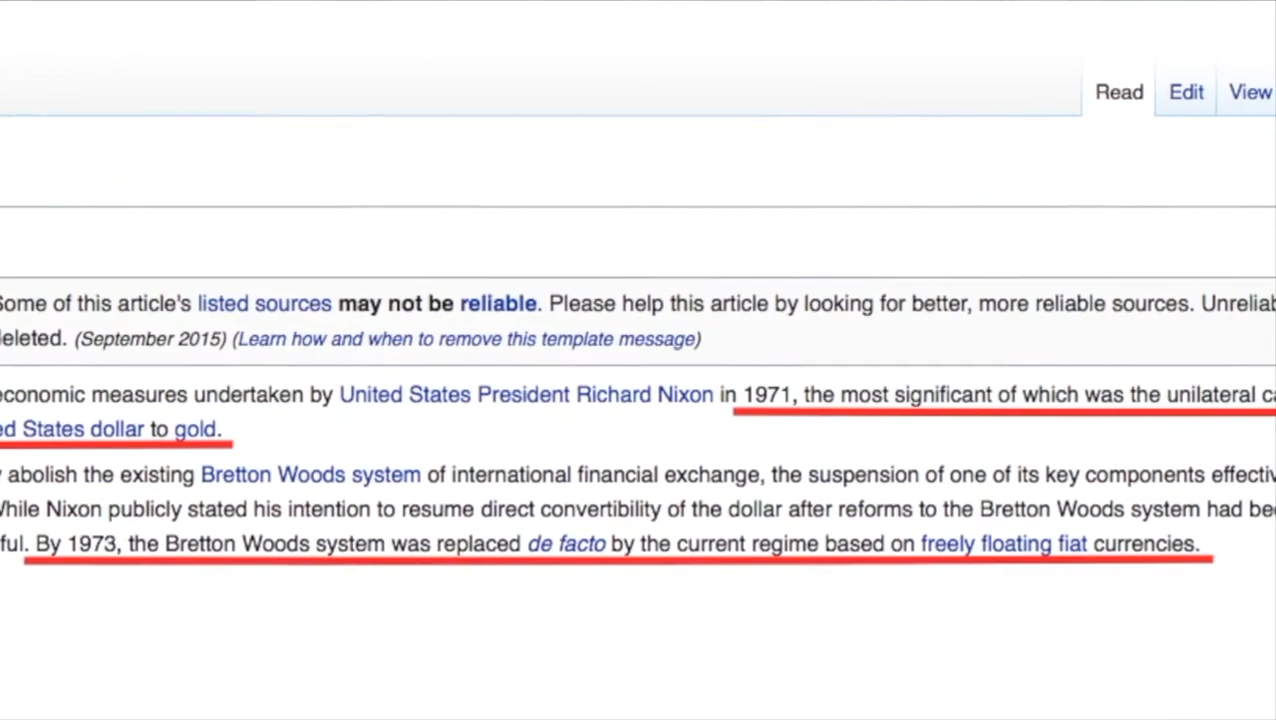 Read Edit View
Some of this article's listed sources may not be reliable. Please help this article by looking for better, more reliable sources. Unreliab
deleted. (September 2015) (Learn how and when to remove this template message)
economic measures undertaken by United States President Richard Nixon in 1971, the most significant of which was the unilateral c
ed States dollar to gold.
y abolish the existing Bretton Woods system of international financial exchange, the suspension of one of its key components effectiv
While Nixon publicly stated his intention to resume direct convertibility of the dollar after reforms to the Bretton Woods system had bee
ful. By 1973, the Bretton Woods system was replaced de facto by the current regime based on freely floating fiat currencies.